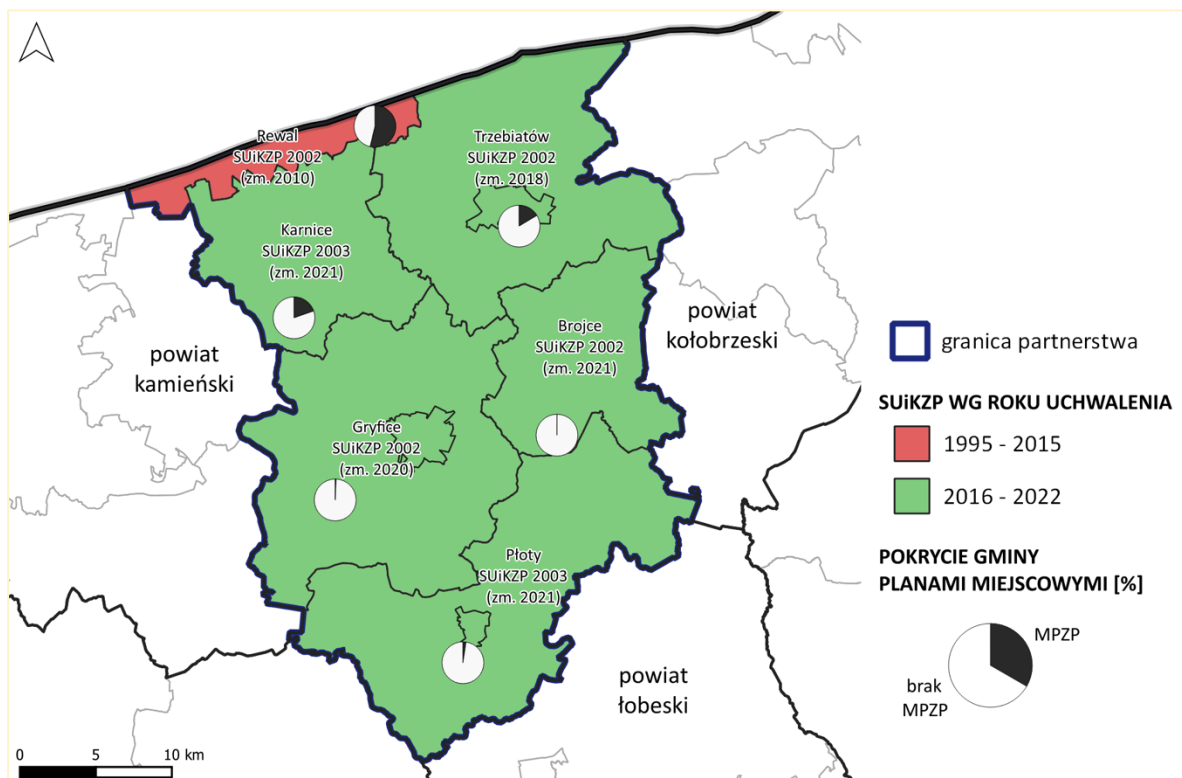 Rewal
SUiKZP 2002
(zm. 2010)
Trzebiatów
SUiKZP 2002
(zm. 2018)
Karnice
SUiKZP 2003
(zm. 2021)
Brojce
SUiKZP 2002
(zm. 2021)
powiat
kołobrzeski
powiat
kamieński
Gryfice
SUiKZP 2002
(zm. 2020)
Płoty
SUiKZP 2003
(zm. 2021)
powiat
łobeski
0 5 10 km
granica partnerstwa
SUiKZP WG ROKU UCHWALENIA
1995 - 2015
2016 - 2022
POKRYCIE GMINY
PLANAMI MIEJSCOWYMI [%]
MPZP
brak
MPZP